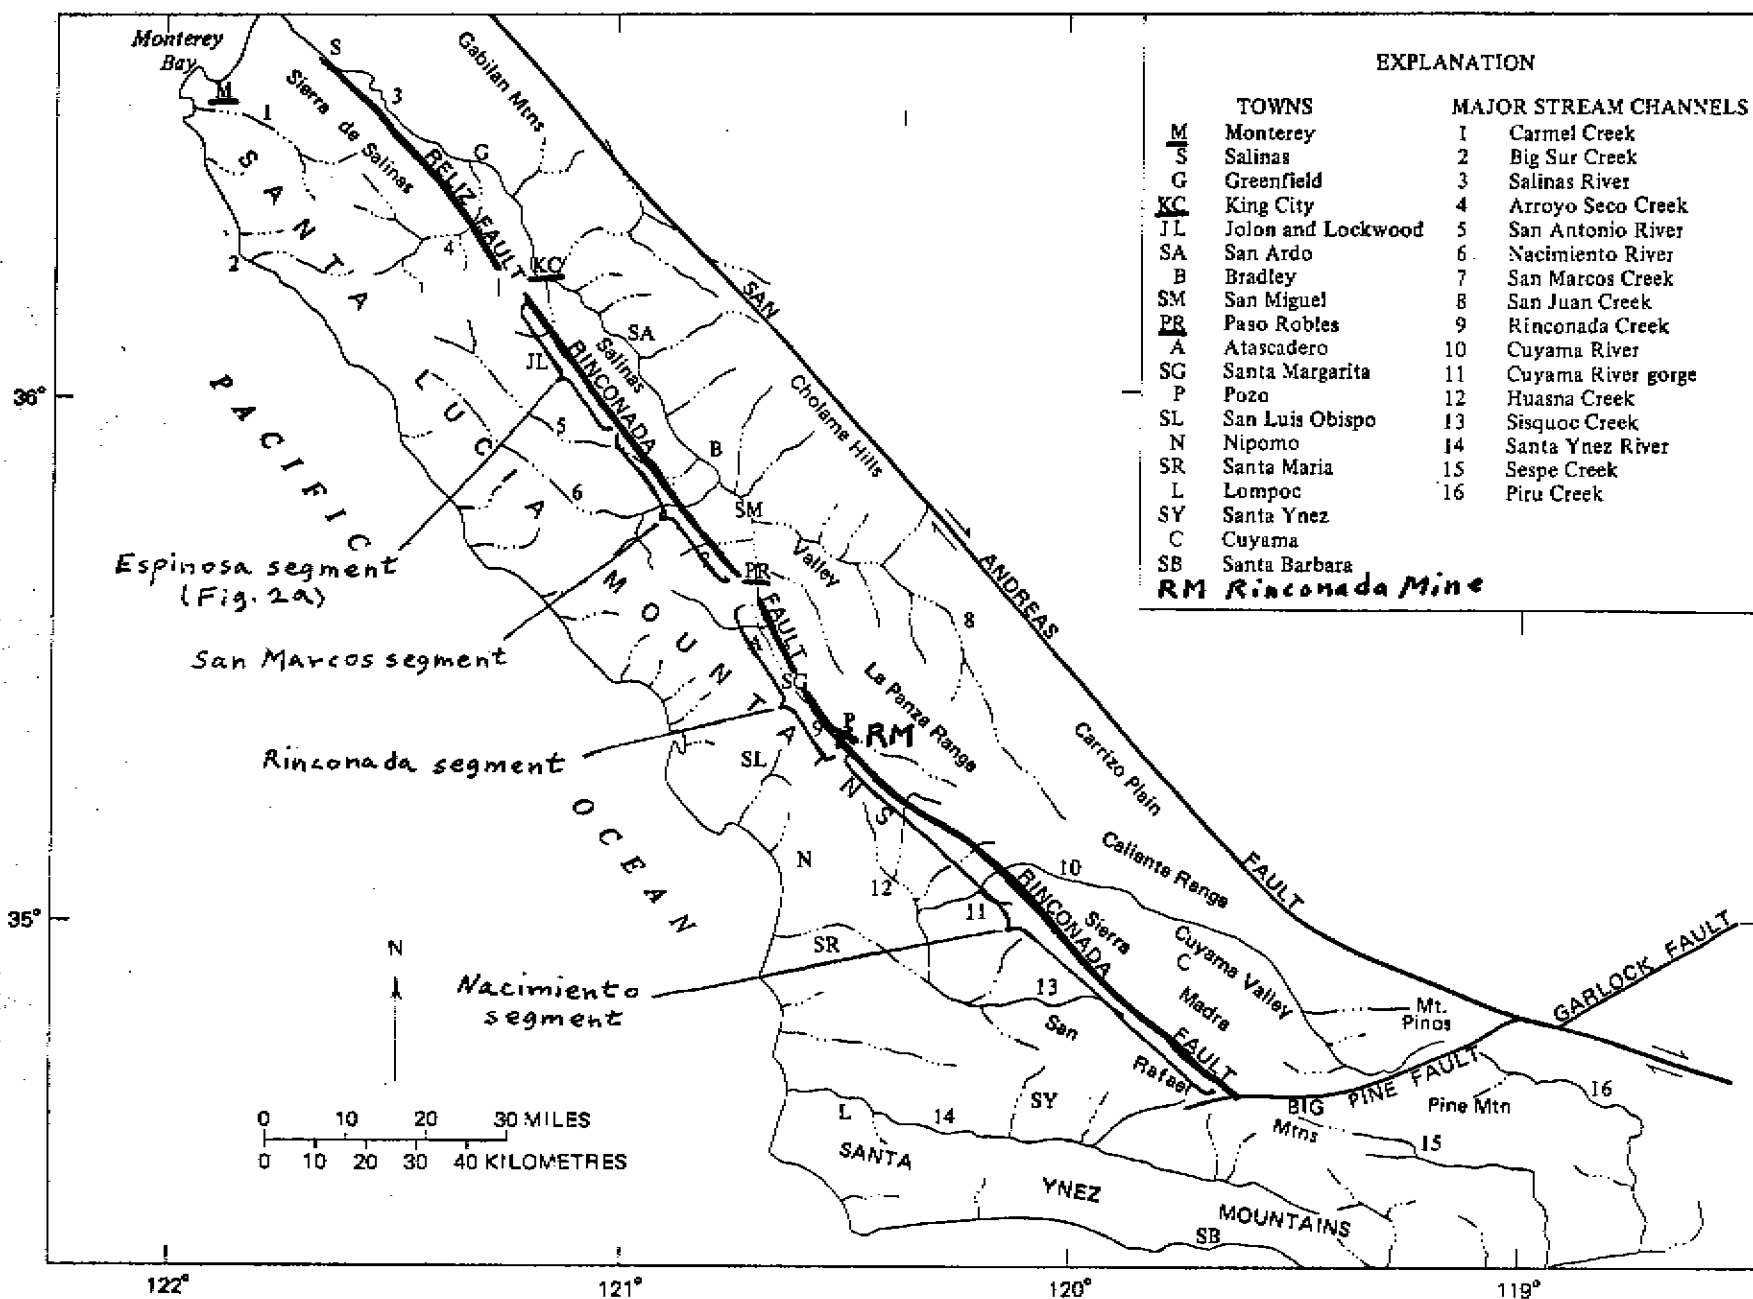 Monterey
Bay
M
1
S
3
Sierra de Salinas
Gabilan Mtns
G
RELIZ FAULT
4
2
KC
SANTA LUCIA MOUNTAINS
PACIFIC OCEAN
SAN ANDREAS FAULT
SA
JL
Salinas Valley
RINCONADA FAULT
Cholame Hills
5
B
6
SM
PR
8
SG
9
P
RM
La Panza Range
SL
Carrizo Plain
N
12
10
Caliente Range
11
RINCONADA FAULT
Sierra Madre
Cuyama Valley
C
SR
13
San Rafael Mtns
Mt.
Pinos
GARLOCK FAULT
BIG PINE FAULT
Pine Mtn
16
15
L
14
SY
SANTA YNEZ MOUNTAINS
SB
Espinosa segment
(Fig. 2a)
San Marcos segment
Rinconada segment
Nacimiento
segment
N
0 10 20 30 MILES
0 10 20 30 40 KILOMETRES
36°
35°
122° 121° 120° 119°
EXPLANATION
TOWNS MAJOR STREAM CHANNELS
M Monterey 1 Carmel Creek
S Salinas 2 Big Sur Creek
G Greenfield 3 Salinas River
KC King City 4 Arroyo Seco Creek
JL Jolon and Lockwood 5 San Antonio River
SA San Ardo 6 Nacimiento River
B Bradley 7 San Marcos Creek
SM San Miguel 8 San Juan Creek
PR Paso Robles 9 Rinconada Creek
A Atascadero 10 Cuyama River
SG Santa Margarita 11 Cuyama River gorge
P Pozo 12 Huasna Creek
SL San Luis Obispo 13 Sisquoc Creek
N Nipomo 14 Santa Ynez River
SR Santa Maria 15 Sespe Creek
L Lompoc 16 Piru Creek
SY Santa Ynez
C Cuyama
SB Santa Barbara
RM Rinconada Mine